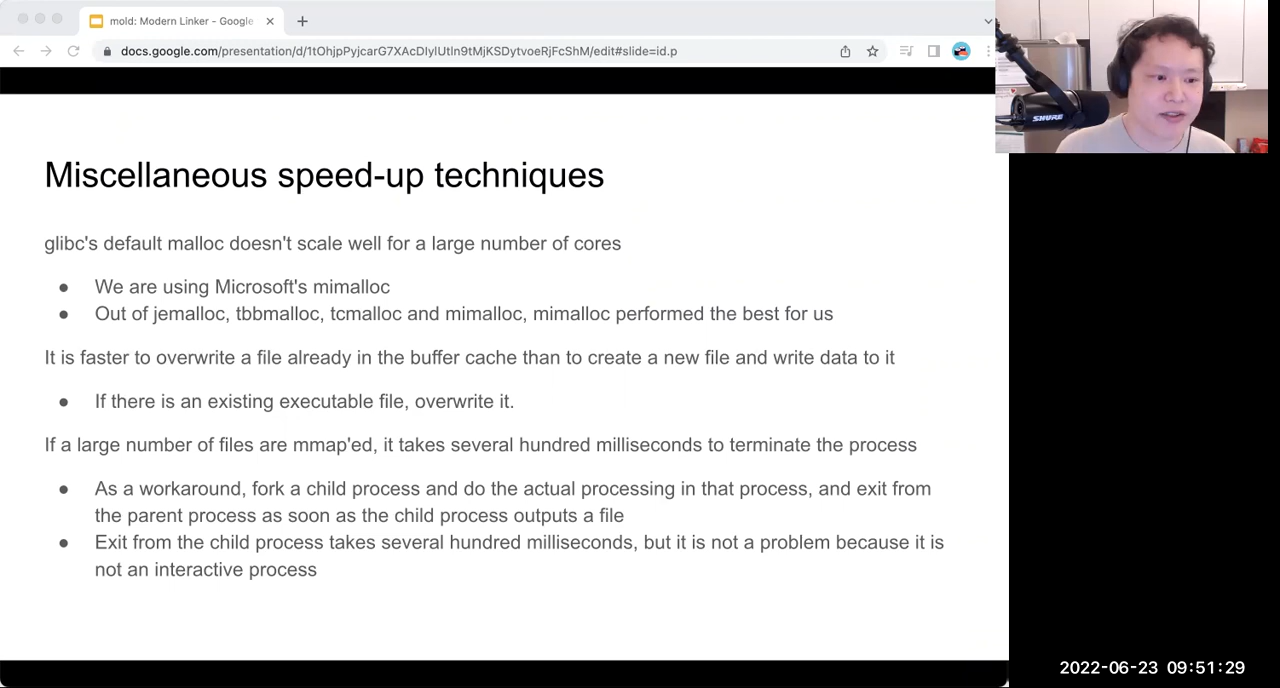 mold: Modern Linker - Google
docs.google.com/presentation/d/1tOhjpPyjcarG7XAcDIylUtIn9tMjKSDytvoeRjFcShM/edit#slide=id.p
SHURE
Miscellaneous speed-up techniques
glibc's default malloc doesn't scale well for a large number of cores
● We are using Microsoft's mimalloc
● Out of jemalloc, tbbmalloc, tcmalloc and mimalloc, mimalloc performed the best for us
It is faster to overwrite a file already in the buffer cache than to create a new file and write data to it
● If there is an existing executable file, overwrite it.
If a large number of files are mmap'ed, it takes several hundred milliseconds to terminate the process
● As a workaround, fork a child process and do the actual processing in that process, and exit from
the parent process as soon as the child process outputs a file
● Exit from the child process takes several hundred milliseconds, but it is not a problem because it is
not an interactive process
2022-06-23 09:51:29